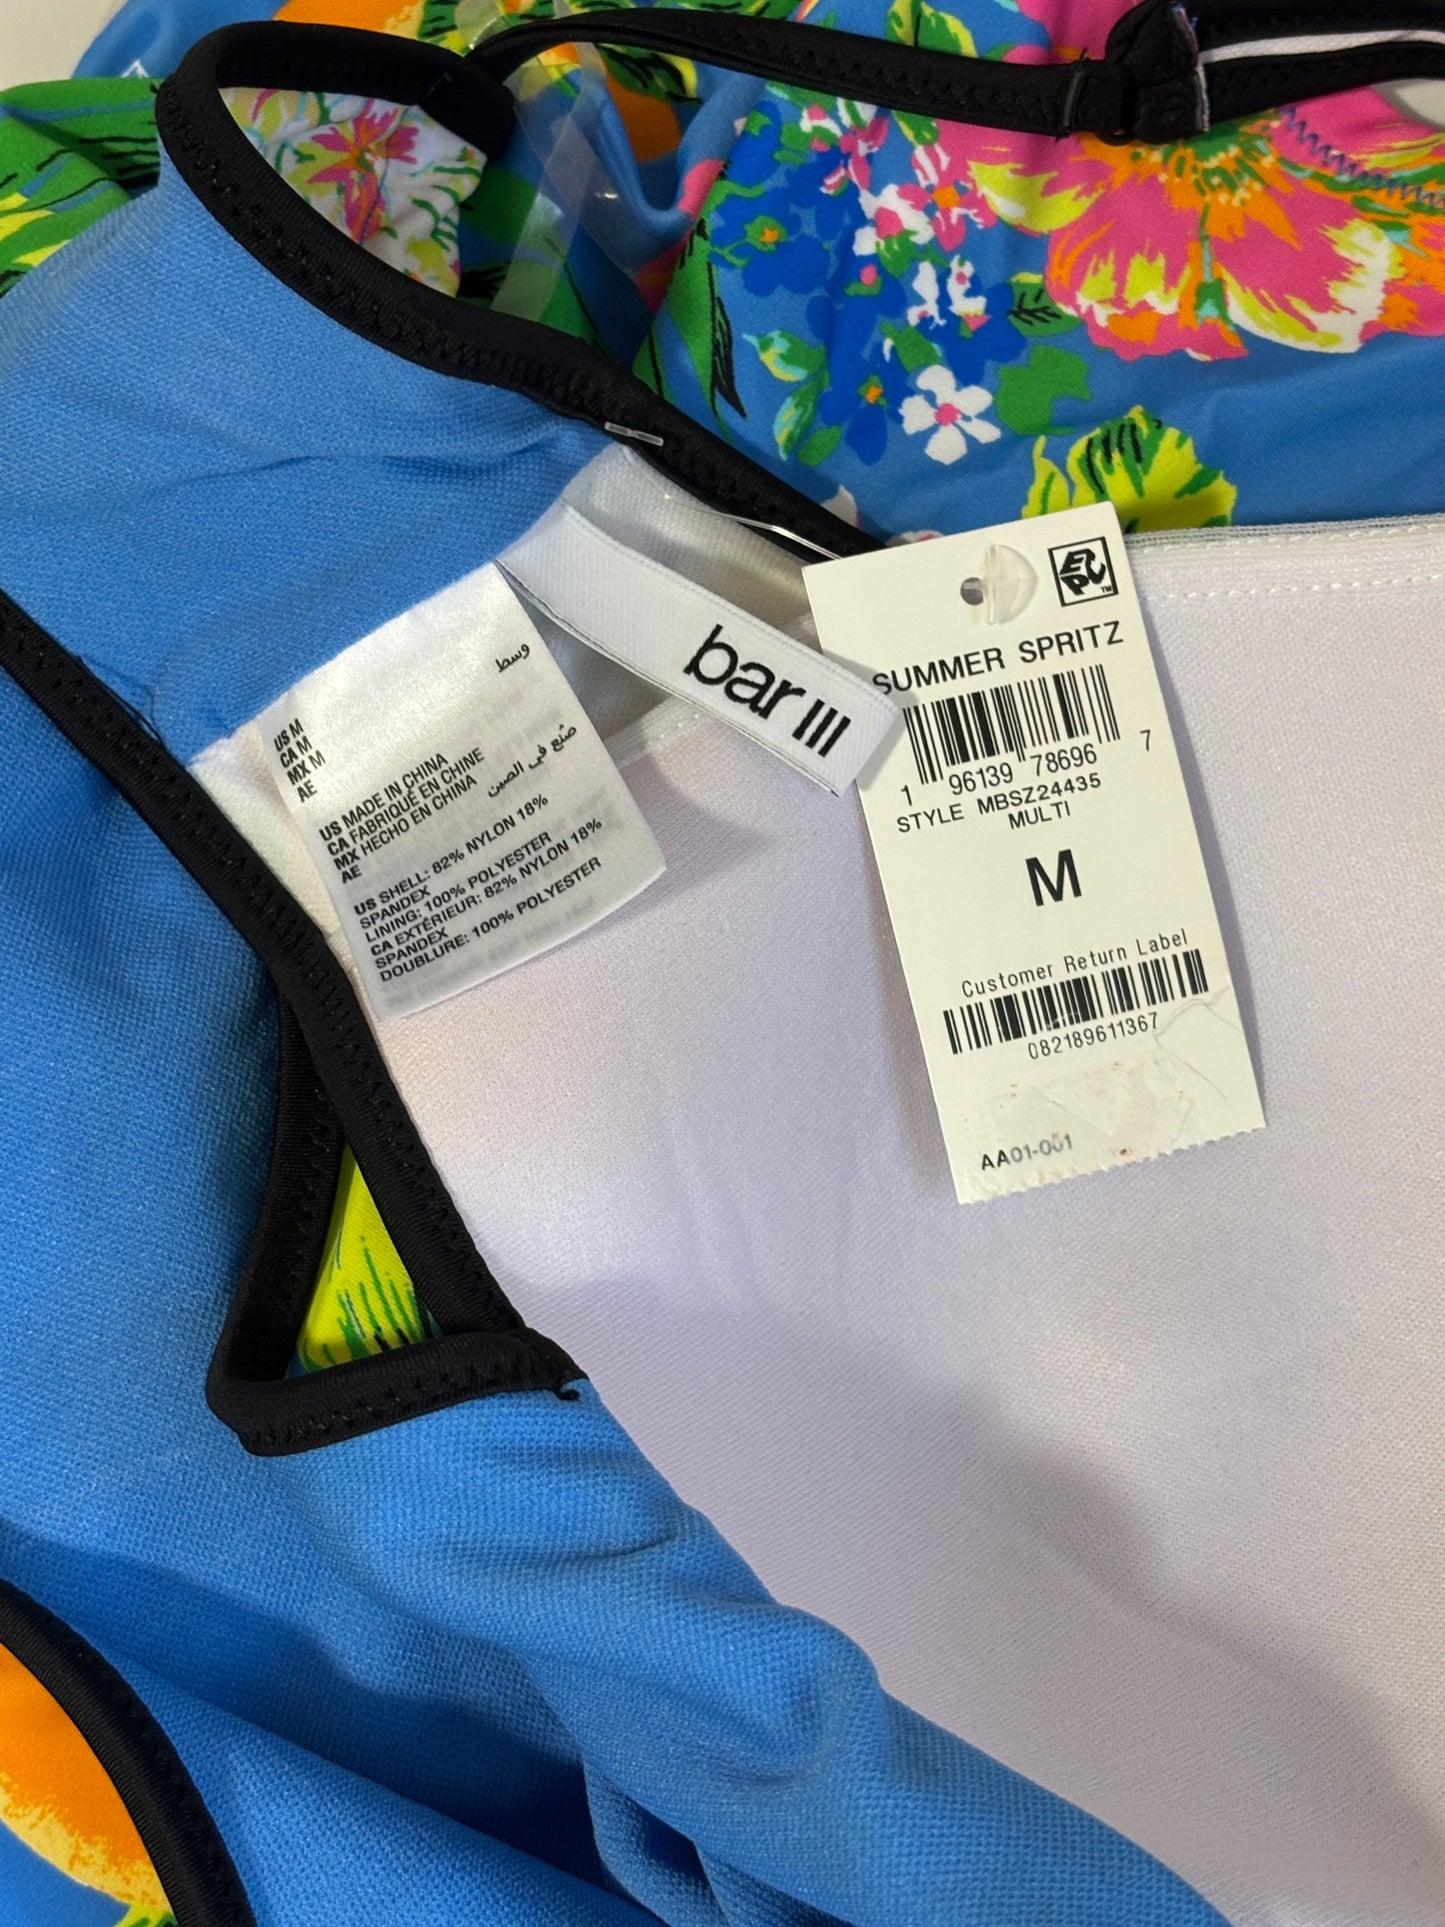 وسط
US M
CA M
MX M
AE
US MADE IN CHINA
CA FABRIQUÉ EN CHINE
MX HECHO EN CHINA
AE صُنع في الصين
US SHELL: 82% NYLON 18%
SPANDEX
LINING: 100% POLYESTER
CA EXTÉRIEUR: 82% NYLON 18%
SPANDEX
DOUBLURE: 100% POLYESTER
bar III
EZPU™
SUMMER SPRITZ
1 96139 78696 7
STYLE MBSZ24435
MULTI
M
Customer Return Label
082189611367
AA01-001